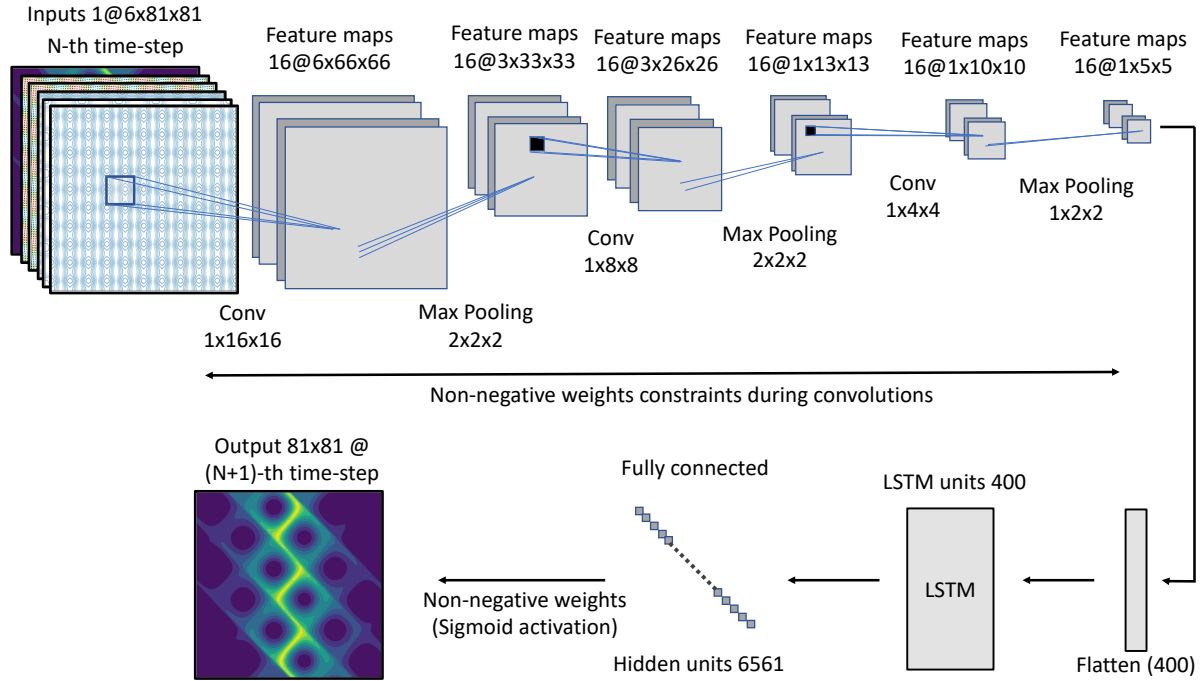 Inputs 1@6x81x81
N-th time-step
Feature maps
16@6x66x66
Feature maps
16@3x33x33
Feature maps
16@3x26x26
Feature maps
16@1x13x13
Feature maps
16@1x10x10
Feature maps
16@1x5x5
Conv
1x16x16
Max Pooling
2x2x2
Conv
1x8x8
Max Pooling
2x2x2
Conv
1x4x4
Max Pooling
1x2x2
Non-negative weights constraints during convolutions
Output 81x81 @
(N+1)-th time-step
Non-negative weights
(Sigmoid activation)
Fully connected
Hidden units 6561
LSTM units 400
LSTM
Flatten (400)